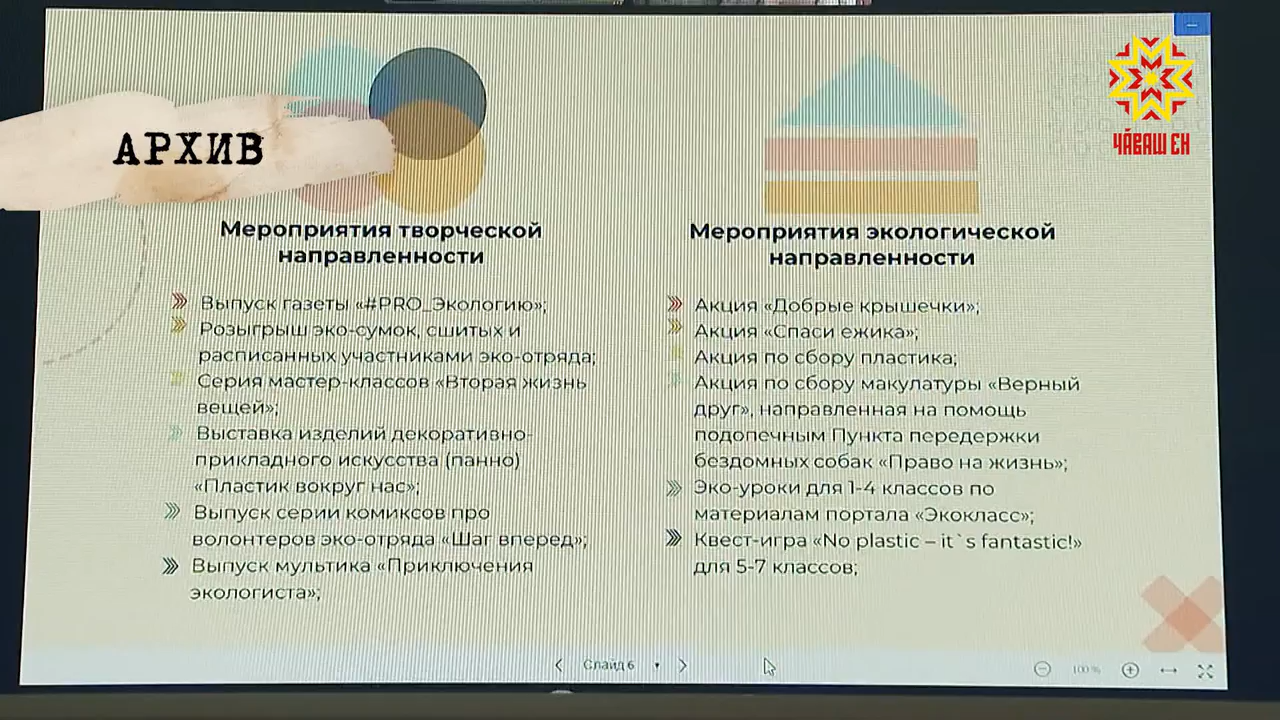 АРХИВ
ЧӐВАШ ЕН
Мероприятия творческой
направленности
Выпуск газеты «#PRO_Экологию»;
Розыгрыш эко-сумок, сшитых и
расписанных участниками эко-отряда;
Серия мастер-классов «Вторая жизнь
вещей»;
Выставка изделий декоративно-
прикладного искусства (панно)
«Пластик вокруг нас»;
Выпуск серии комиксов про
волонтеров эко-отряда «Шаг вперед»;
Выпуск мультика «Приключения
экологиста»;
Мероприятия экологической
направленности
Акция «Добрые крышечки»;
Акция «Спаси ежика»;
Акция по сбору пластика;
Акция по сбору макулатуры «Верный
друг», направленная на помощь
подопечным Пункта передержки
бездомных собак «Право на жизнь»;
Эко-уроки для 1-4 классов по
материалам портала «Экокласс»;
Квест-игра «No plastic – it`s fantastic!»
для 5-7 классов;
Слайд 6
100 %